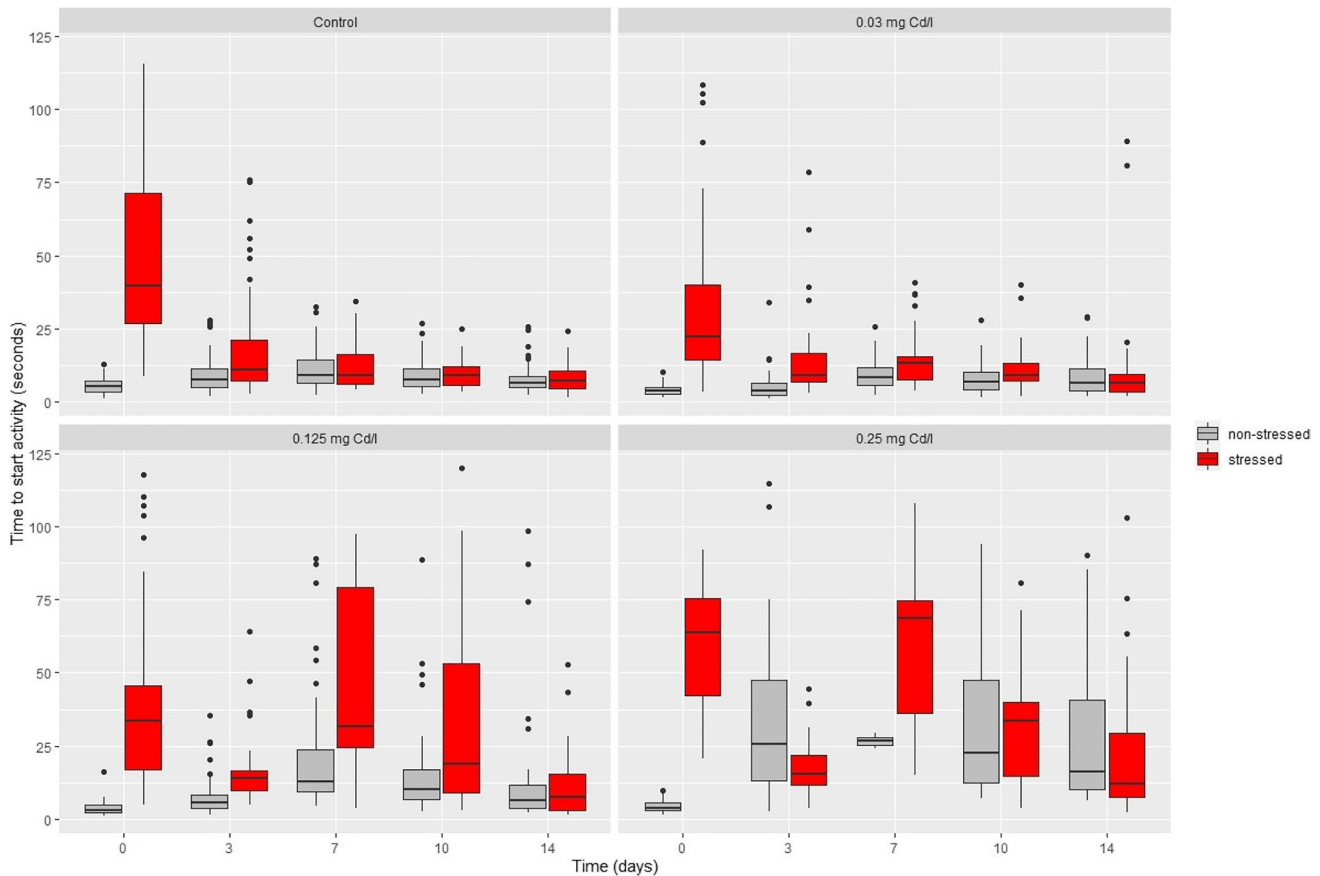 Control
0.03 mg Cd/l
125
100
75
50
25
0
0.125 mg Cd/l
0.25 mg Cd/l
125
100
75
50
25
0
0 3 7 10 14
0 3 7 10 14
Time (days)
Time to start activity (seconds)
non-stressed
stressed